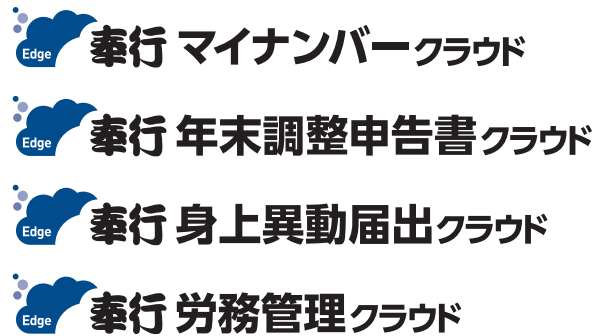 Edge 奉行 マイナンバークラウド
Edge 奉行 年末調整申告書クラウド
Edge 奉行 身上異動届出クラウド
Edge 奉行 労務管理クラウド